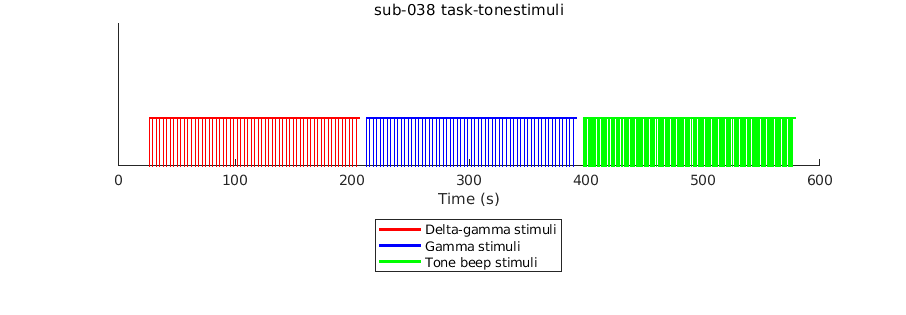 sub-038 task-tonestimuli
0 100 200 300 400 500 600
Time (s)
Delta-gamma stimuli
Gamma stimuli
Tone beep stimuli